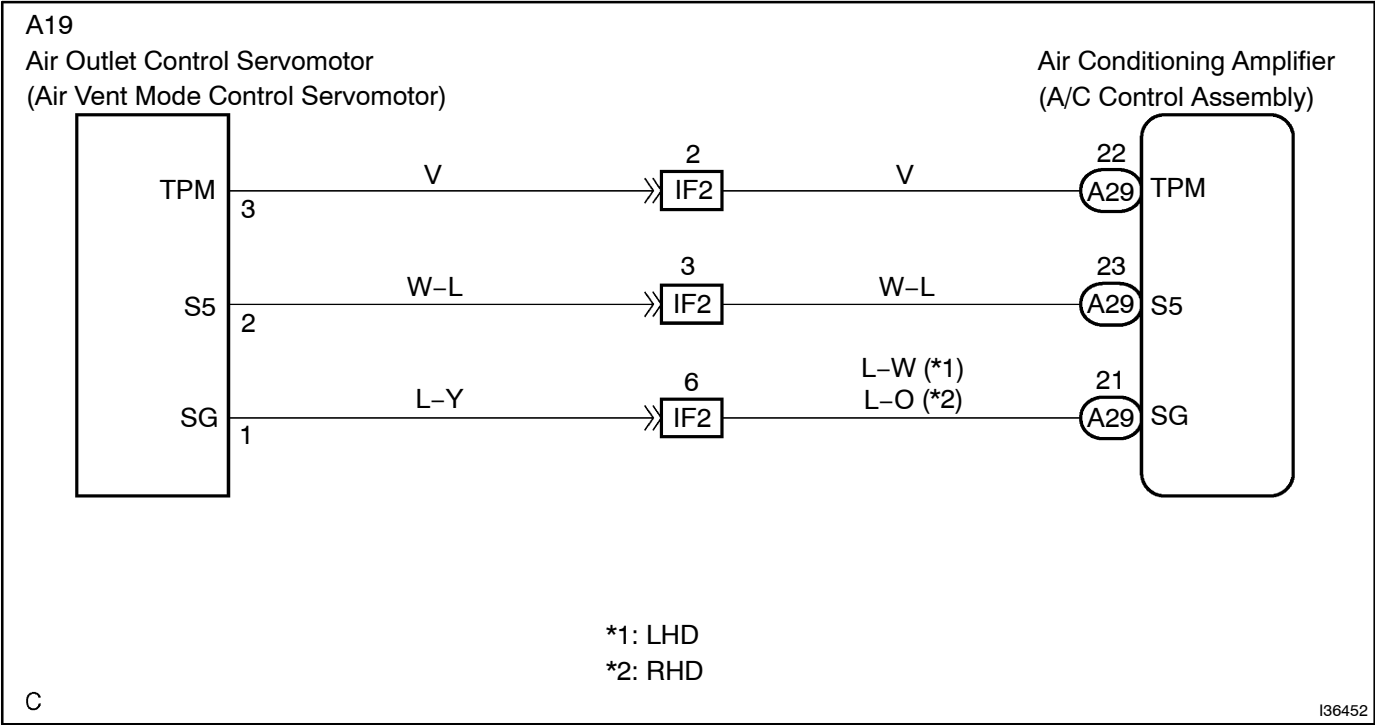 A19
Air Outlet Control Servomotor
(Air Vent Mode Control Servomotor)
Air Conditioning Amplifier
(A/C Control Assembly)
TPM
3
V
2
IF2
V
22
A29
TPM
S5
2
W–L
3
IF2
W–L
23
A29
S5
SG
1
L–Y
6
IF2
L–W (*1)
L–O (*2)
21
A29
SG
*1: LHD
*2: RHD
C
I36452